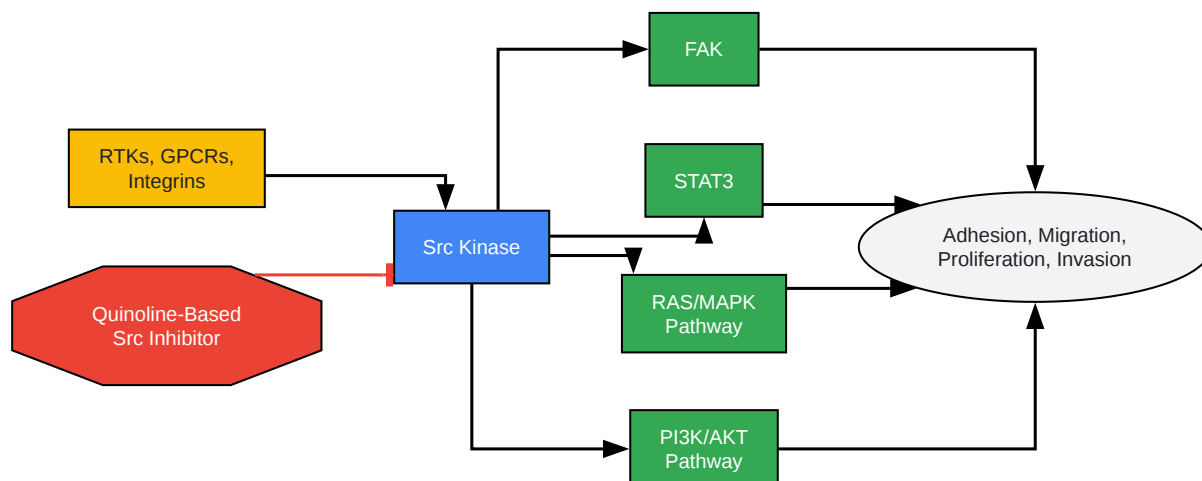 FAK
RTKs, GPCRs,
Integrins
STAT3
Src Kinase
Adhesion, Migration,
Proliferation, Invasion
Quinoline-Based
Src Inhibitor
RAS/MAPK
Pathway
PI3K/AKT
Pathway